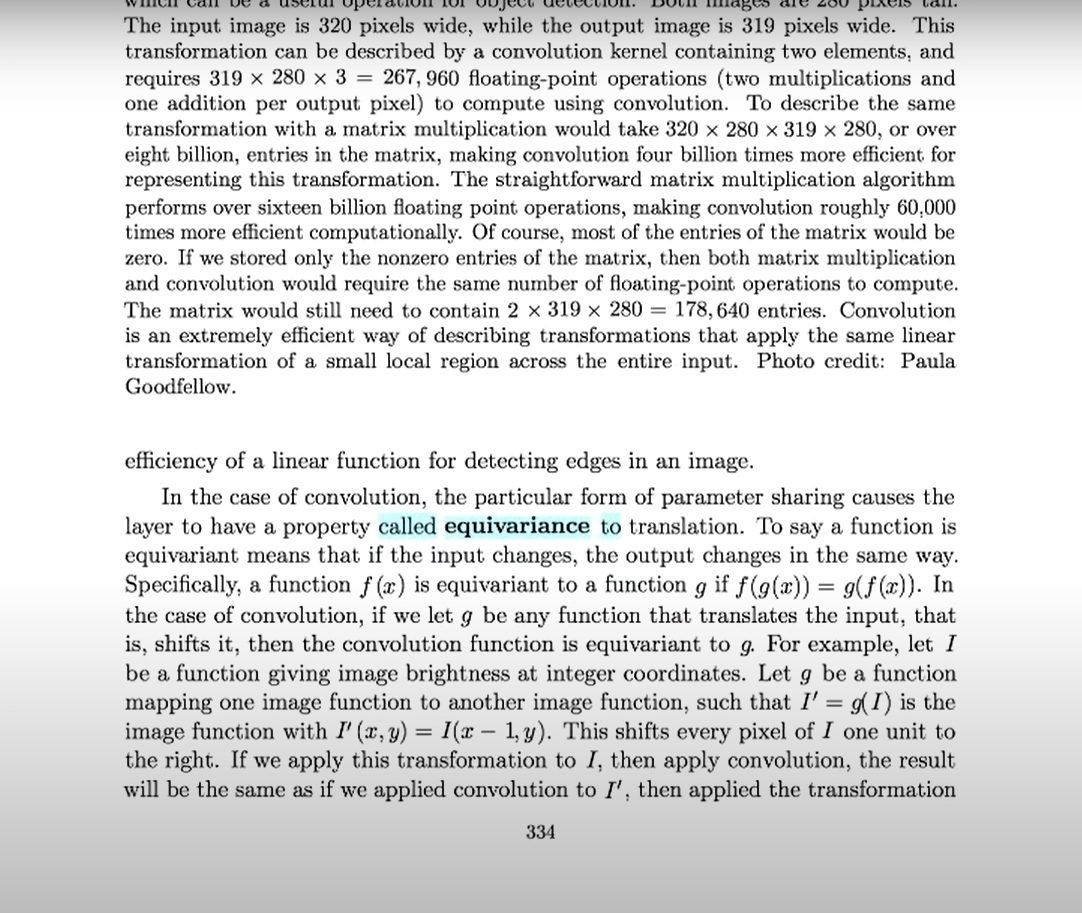 which can be a useful operation for object detection. Both images are 280 pixels tall.
The input image is 320 pixels wide, while the output image is 319 pixels wide. This
transformation can be described by a convolution kernel containing two elements, and
requires 319 × 280 × 3 = 267, 960 floating-point operations (two multiplications and
one addition per output pixel) to compute using convolution. To describe the same
transformation with a matrix multiplication would take 320 × 280 × 319 × 280, or over
eight billion, entries in the matrix, making convolution four billion times more efficient for
representing this transformation. The straightforward matrix multiplication algorithm
performs over sixteen billion floating point operations, making convolution roughly 60,000
times more efficient computationally. Of course, most of the entries of the matrix would be
zero. If we stored only the nonzero entries of the matrix, then both matrix multiplication
and convolution would require the same number of floating-point operations to compute.
The matrix would still need to contain 2 × 319 × 280 = 178, 640 entries. Convolution
is an extremely efficient way of describing transformations that apply the same linear
transformation of a small local region across the entire input. Photo credit: Paula
Goodfellow.
efficiency of a linear function for detecting edges in an image.
In the case of convolution, the particular form of parameter sharing causes the
layer to have a property called equivariance to translation. To say a function is
equivariant means that if the input changes, the output changes in the same way.
Specifically, a function f(x) is equivariant to a function g if f(g(x)) = g(f(x)). In
the case of convolution, if we let g be any function that translates the input, that
is, shifts it, then the convolution function is equivariant to g. For example, let I
be a function giving image brightness at integer coordinates. Let g be a function
mapping one image function to another image function, such that I′ = g(I) is the
image function with I′(x, y) = I(x − 1, y). This shifts every pixel of I one unit to
the right. If we apply this transformation to I, then apply convolution, the result
will be the same as if we applied convolution to I′, then applied the transformation
334